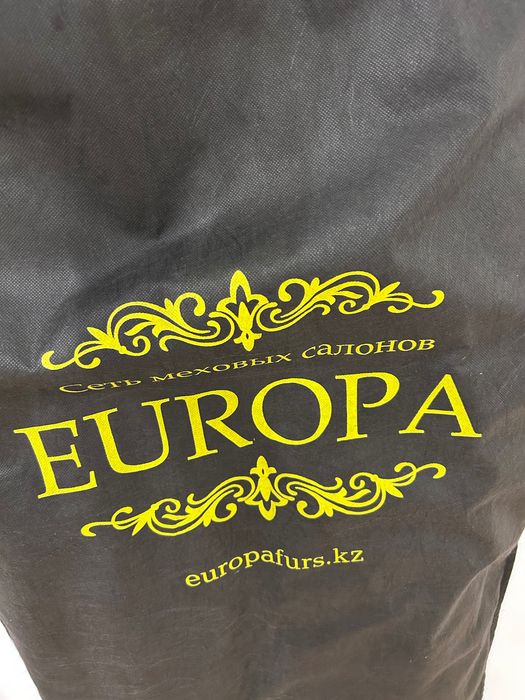 Сеть меховых салонов
EUROPA
europafurs.kz